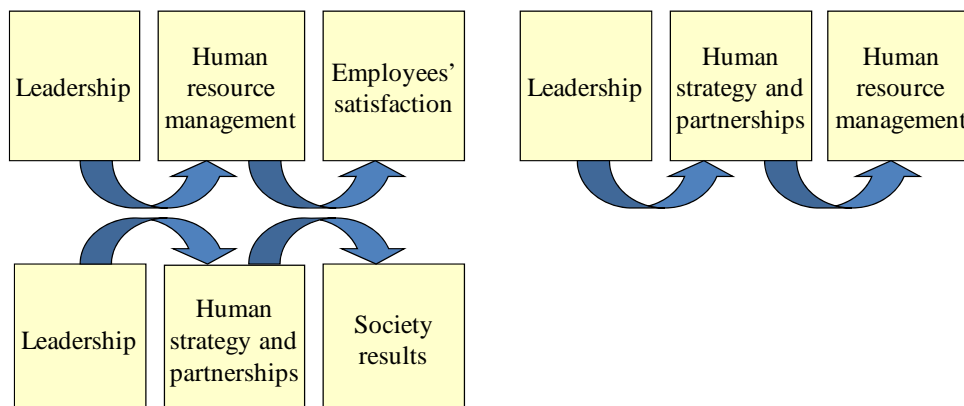 Leadership
Human
resource
management
Employees'
satisfaction
Leadership
Human
strategy and
partnerships
Human
resource
management
Leadership
Human
strategy and
partnerships
Society
results